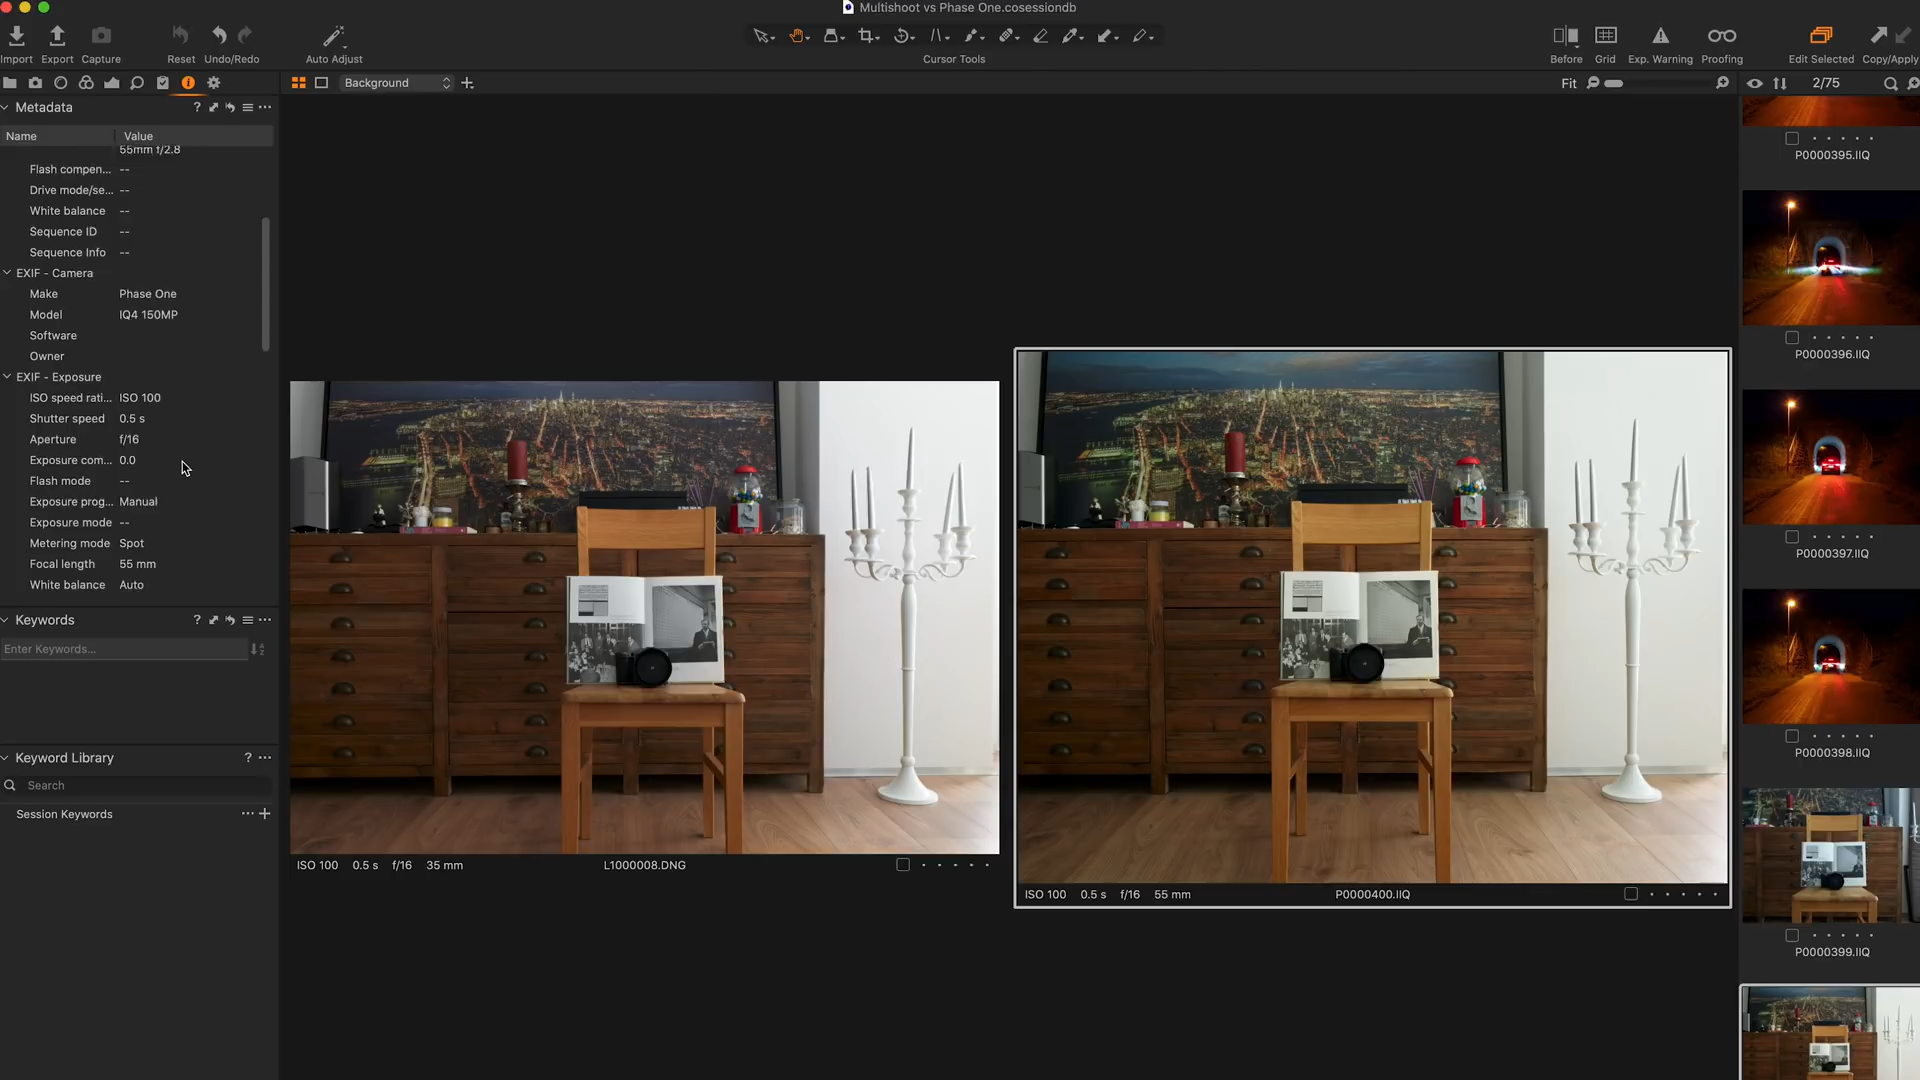 Multishoot vs Phase One.cosessiondb
Import
Export
Capture
Reset
Undo/Redo
Auto Adjust
Cursor Tools
Before
Grid
Exp. Warning
Proofing
Edit Selected
Copy/Apply
Background
Fit
2/75
Metadata
Name Value
55mm f/2.8
Flash compen... --
Drive mode/se... --
White balance --
Sequence ID --
Sequence Info --
EXIF - Camera
Make Phase One
Model IQ4 150MP
Software
Owner
EXIF - Exposure
ISO speed rati... ISO 100
Shutter speed 0.5 s
Aperture f/16
Exposure com... 0.0
Flash mode --
Exposure prog... Manual
Exposure mode --
Metering mode Spot
Focal length 55 mm
White balance Auto
Keywords
Enter Keywords...
Keyword Library
Search
Session Keywords
ISO 100 0.5 s f/16 35 mm L1000008.DNG
ISO 100 0.5 s f/16 55 mm P0000400.IIQ
P0000395.IIQ
P0000396.IIQ
P0000397.IIQ
P0000398.IIQ
P0000399.IIQ